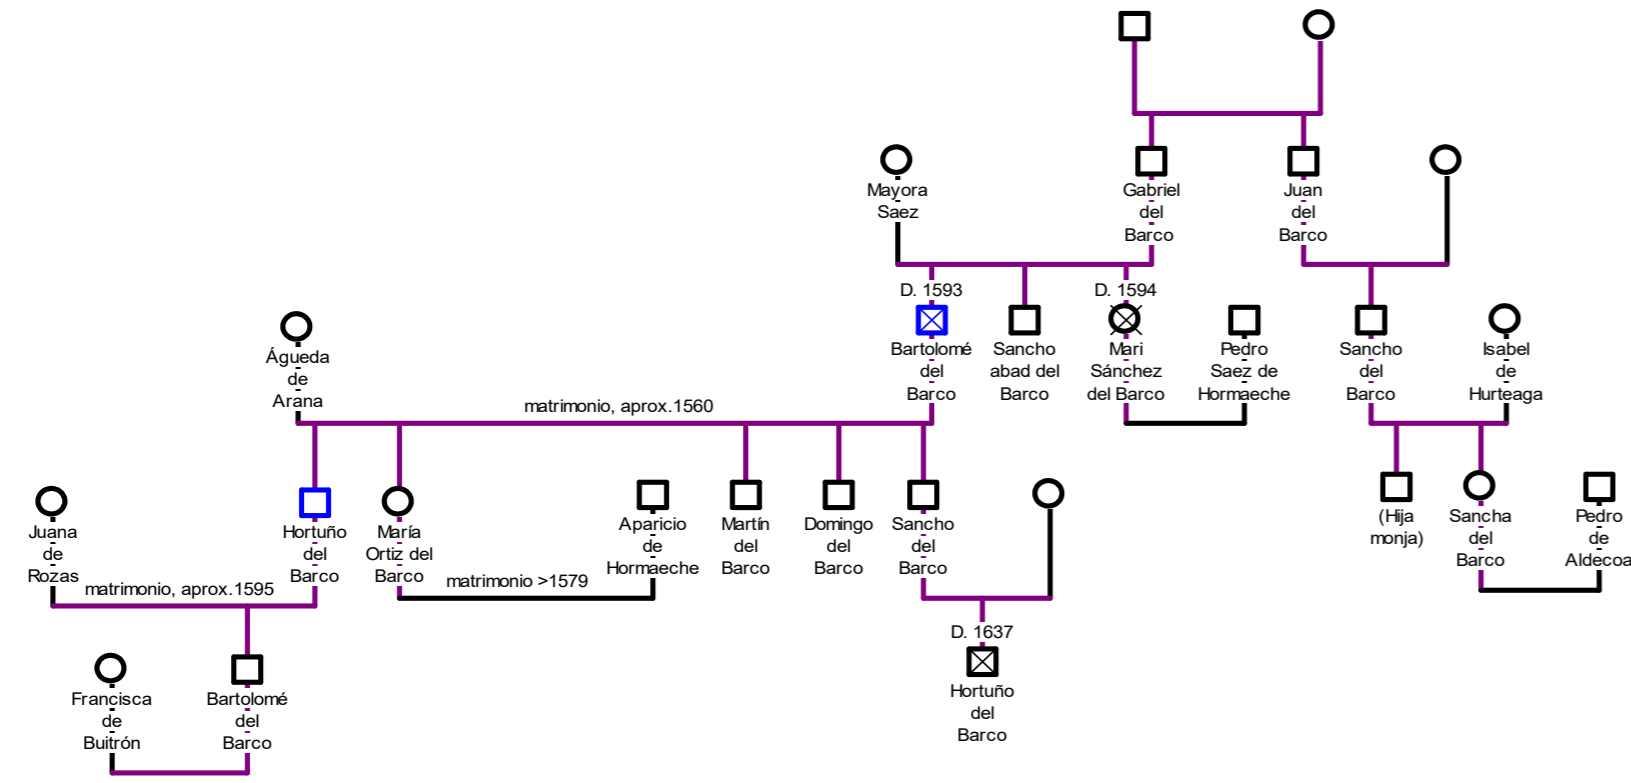 Mayora
Saez
Gabriel
del
Barco
Juan
del
Barco
D. 1593
D. 1594
Bartolomé
del
Barco
Sancho
abad del
Barco
Mari
Sánchez
del Barco
Pedro
Saez de
Hormaeche
Sancho
del
Barco
Isabel
de
Hurteaga
Águeda
de
Arana
matrimonio, aprox.1560
Juana
de
Rozas
Hortuño
del
Barco
María
Ortiz del
Barco
Aparicio
de
Hormaeche
Martín
del
Barco
Domingo
del
Barco
Sancho
del
Barco
(Hija
monja)
Sancha
del
Barco
Pedro
de
Aldecoa
matrimonio, aprox.1595
matrimonio >1579
D. 1637
Hortuño
del
Barco
Francisca
de
Buitrón
Bartolomé
del
Barco